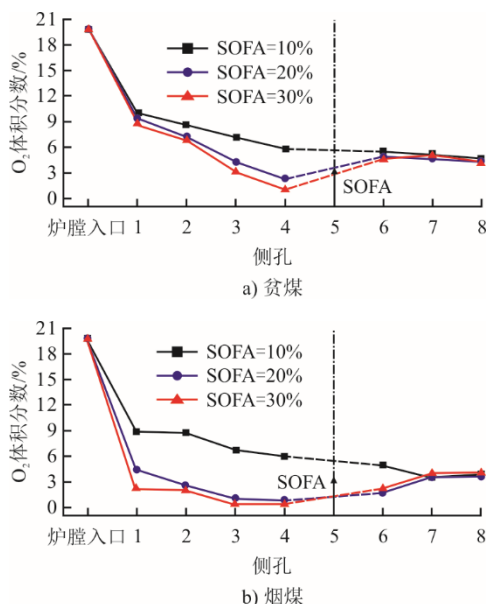 21
18
15
12
9
6
3
0
O₂体积分数/%
SOFA=10%
SOFA=20%
SOFA=30%
SOFA
炉膛入口 1 2 3 4 5 6 7 8
侧孔
a) 贫煤
21
18
15
12
9
6
3
0
O₂体积分数/%
SOFA=10%
SOFA=20%
SOFA=30%
SOFA
炉膛入口 1 2 3 4 5 6 7 8
侧孔
b) 烟煤